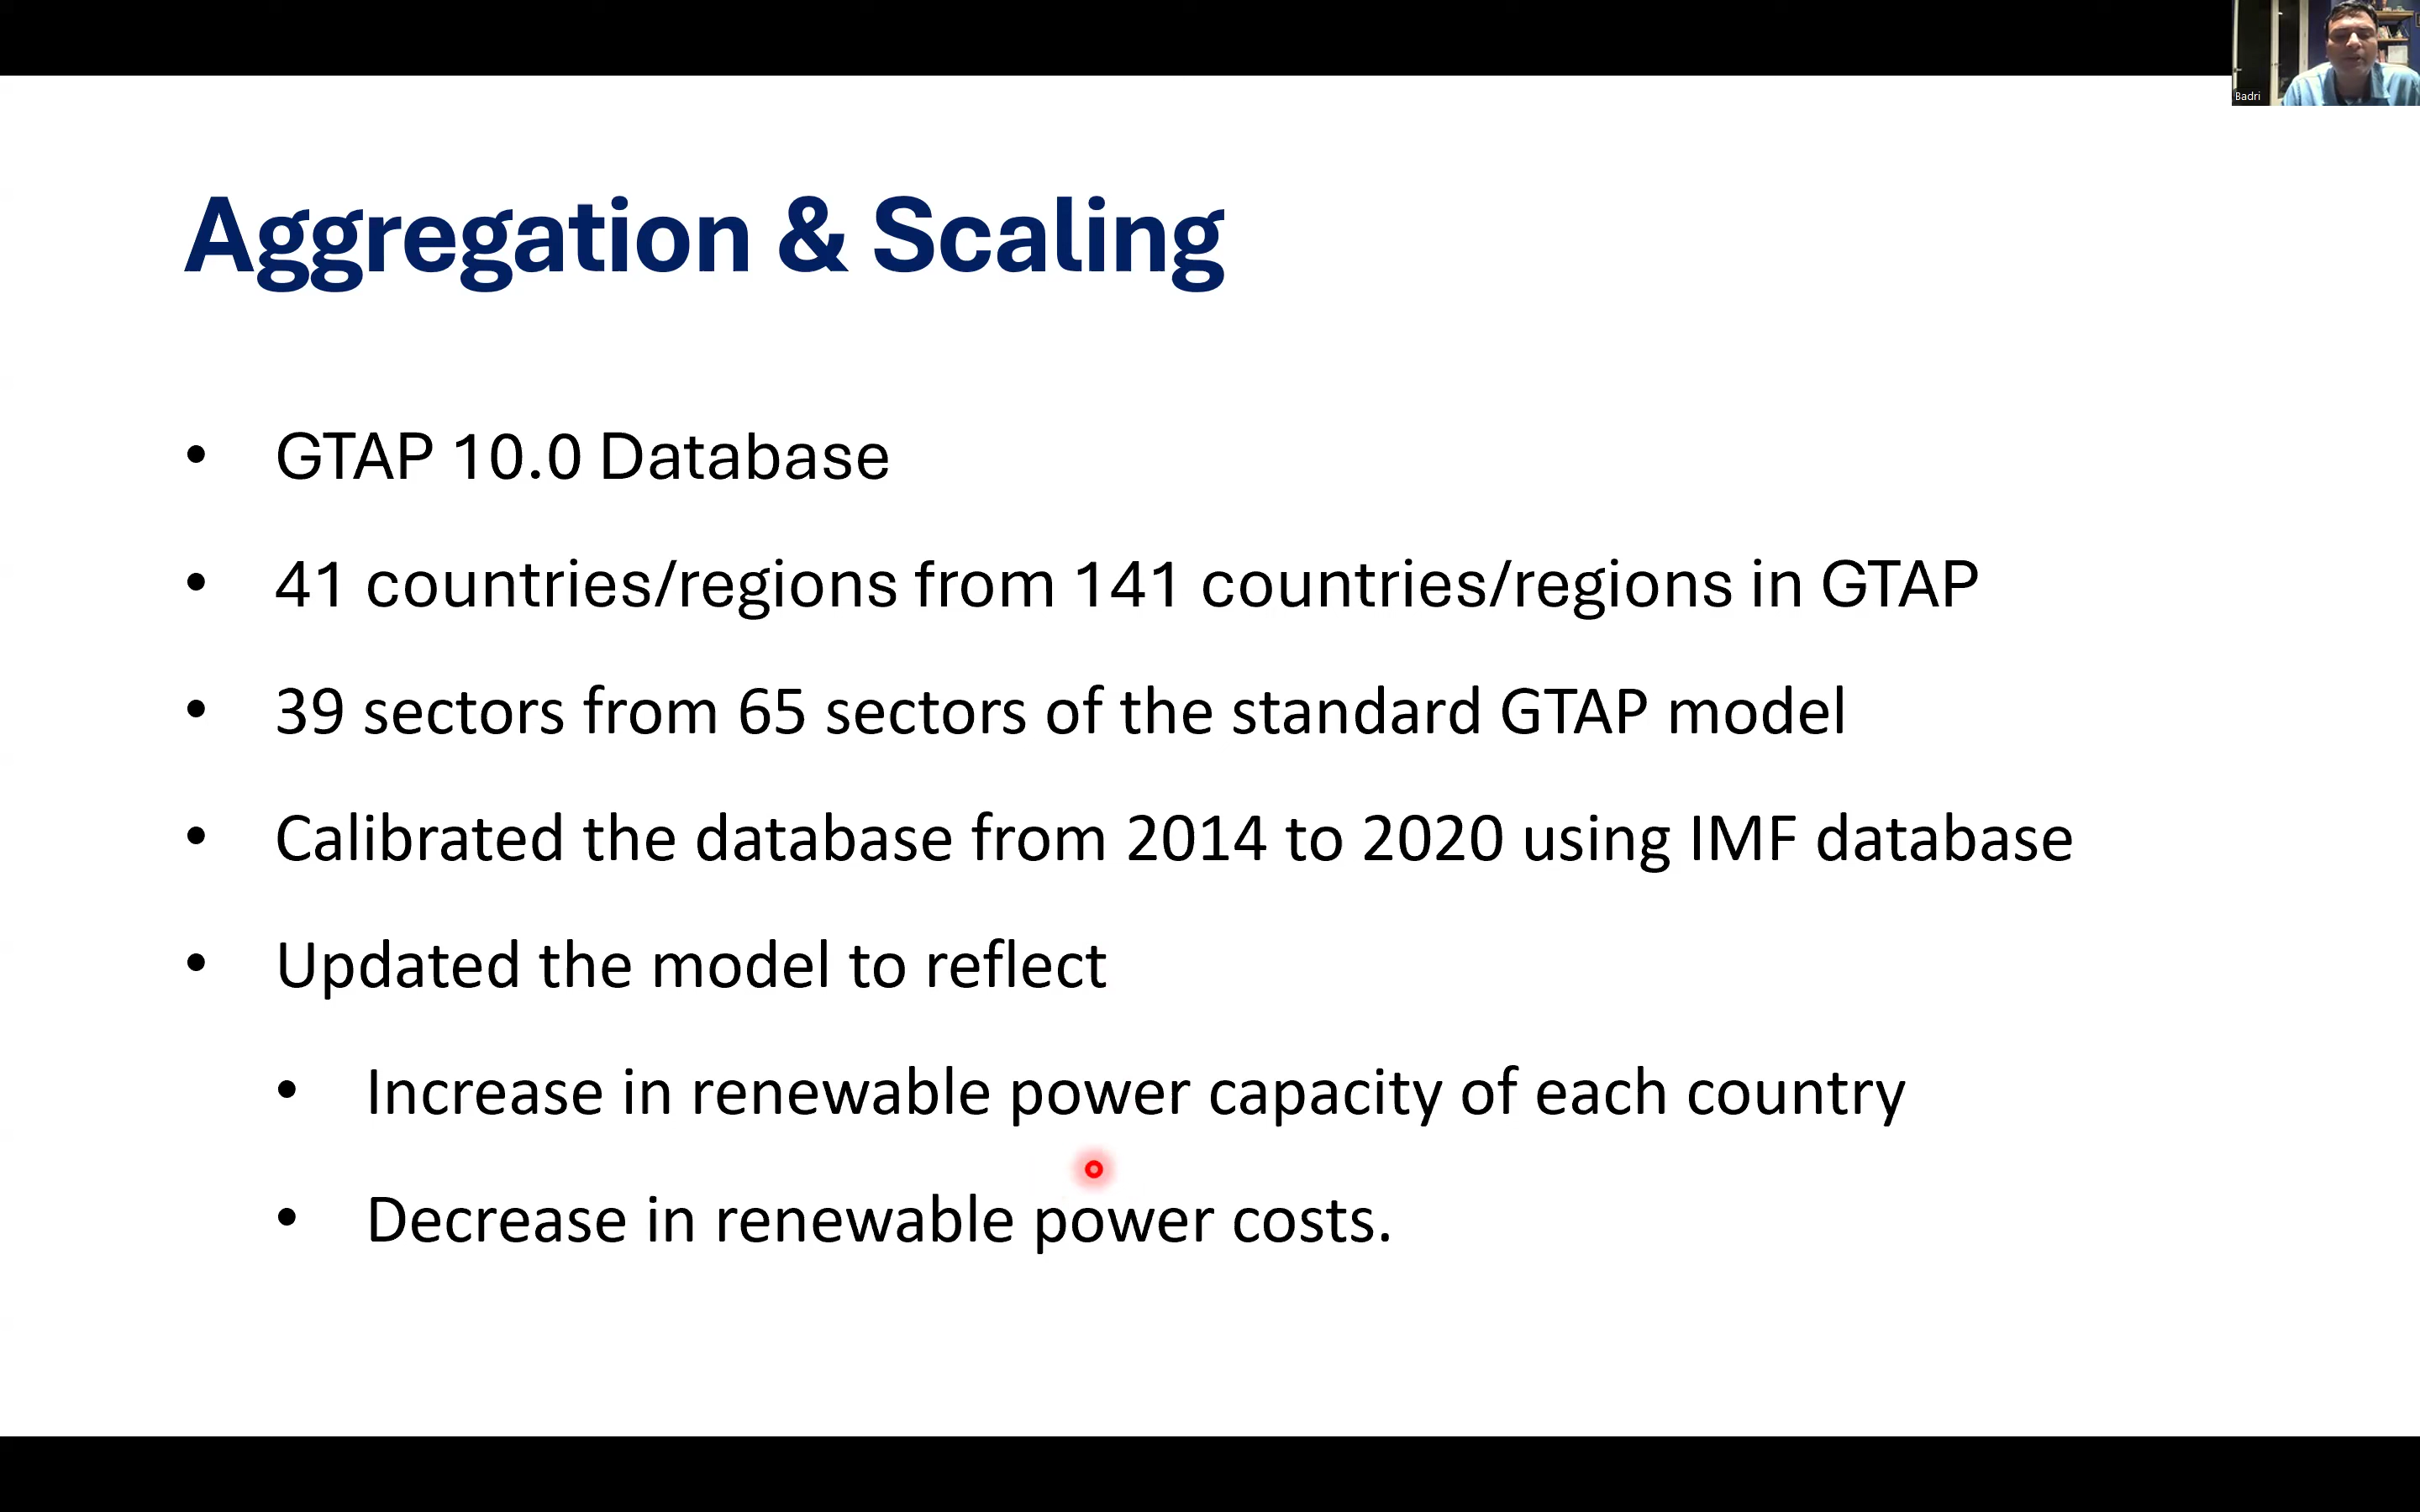 Badri
Aggregation & Scaling
• GTAP 10.0 Database
• 41 countries/regions from 141 countries/regions in GTAP
• 39 sectors from 65 sectors of the standard GTAP model
• Calibrated the database from 2014 to 2020 using IMF database
• Updated the model to reflect
• Increase in renewable power capacity of each country
• Decrease in renewable power costs.